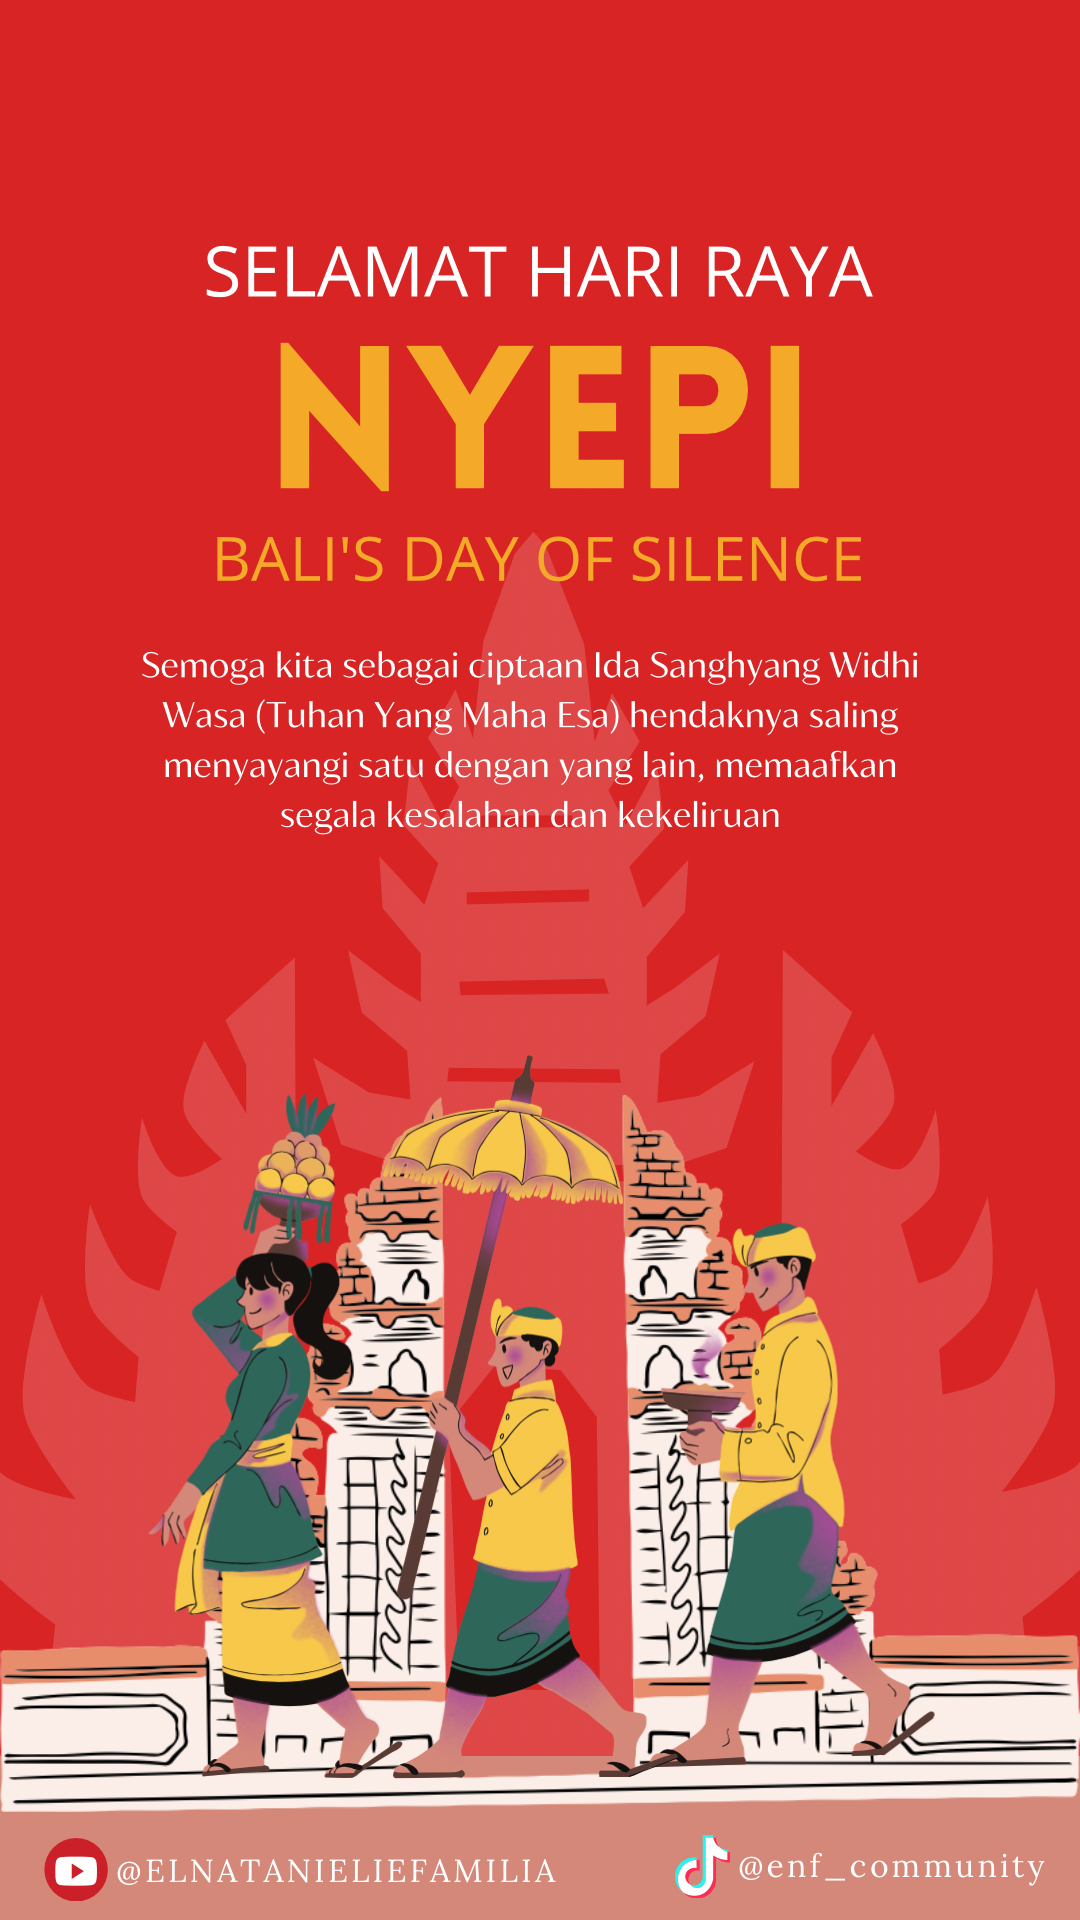 SELAMAT HARI RAYA
NYEPI
BALI'S DAY OF SILENCE
Semoga kita sebagai ciptaan Ida Sanghyang Widhi
Wasa (Tuhan Yang Maha Esa) hendaknya saling
menyayangi satu dengan yang lain, memaafkan
segala kesalahan dan kekeliruan
@ELNATANIELIEFAMILIA
@enf_community